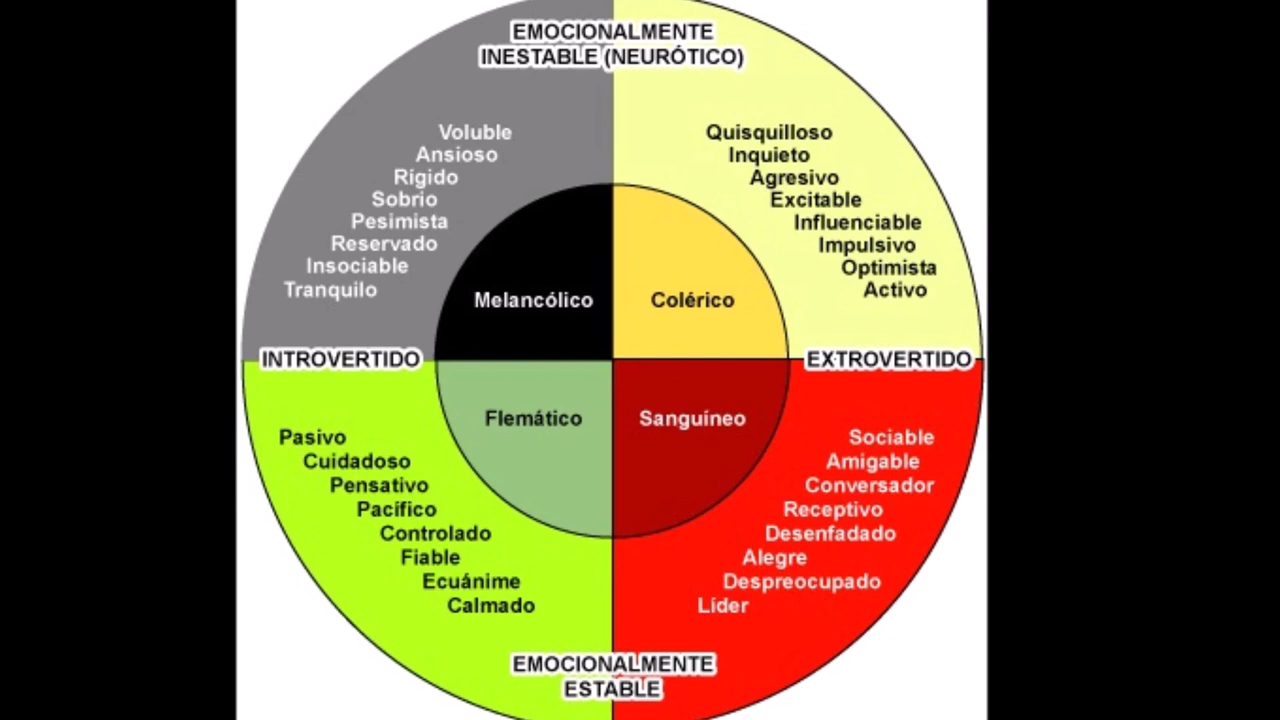 EMOCIONALMENTE
INESTABLE (NEURÓTICO)
Voluble
Ansioso
Rígido
Sobrio
Pesimista
Reservado
Insociable
Tranquilo
Quisquilloso
Inquieto
Agresivo
Excitable
Influenciable
Impulsivo
Optimista
Activo
Melancólico
Colérico
INTROVERTIDO
EXTROVERTIDO
Flemático
Sanguíneo
Pasivo
Cuidadoso
Pensativo
Pacífico
Controlado
Fiable
Ecuánime
Calmado
Sociable
Amigable
Conversador
Receptivo
Desenfadado
Alegre
Despreocupado
Líder
EMOCIONALMENTE
ESTABLE